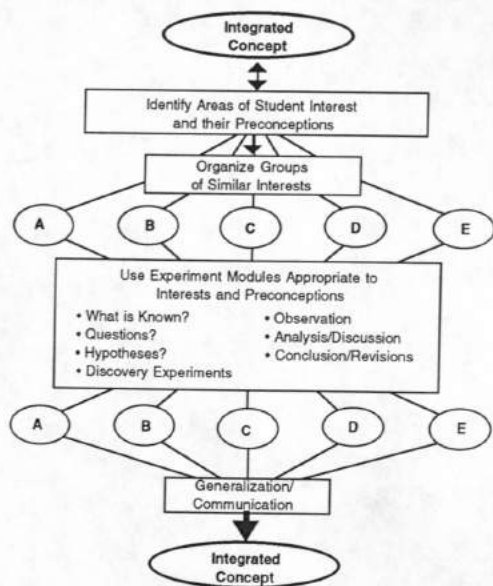 Integrated
Concept
Identify Areas of Student Interest
and their Preconceptions
Organize Groups
of Similar Interests
A B C D E
Use Experiment Modules Appropriate to
Interests and Preconceptions
• What is Known?
• Questions?
• Hypotheses?
• Discovery Experiments
• Observation
• Analysis/Discussion
• Conclusion/Revisions
A B C D E
Generalization/
Communication
Integrated
Concept